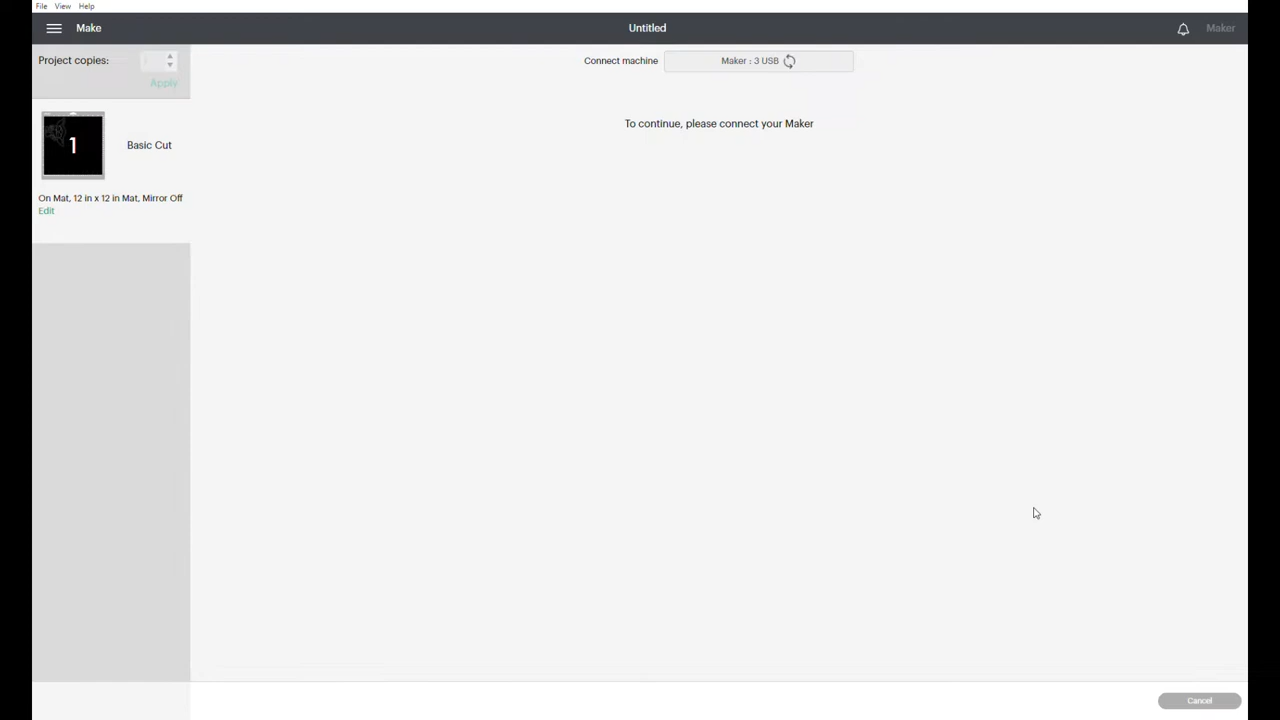 File View Help
Make
Untitled
Maker
Project copies:
Apply
Connect machine
Maker : 3 USB
To continue, please connect your Maker
1
Basic Cut
On Mat, 12 in x 12 in Mat, Mirror Off
Edit
Cancel